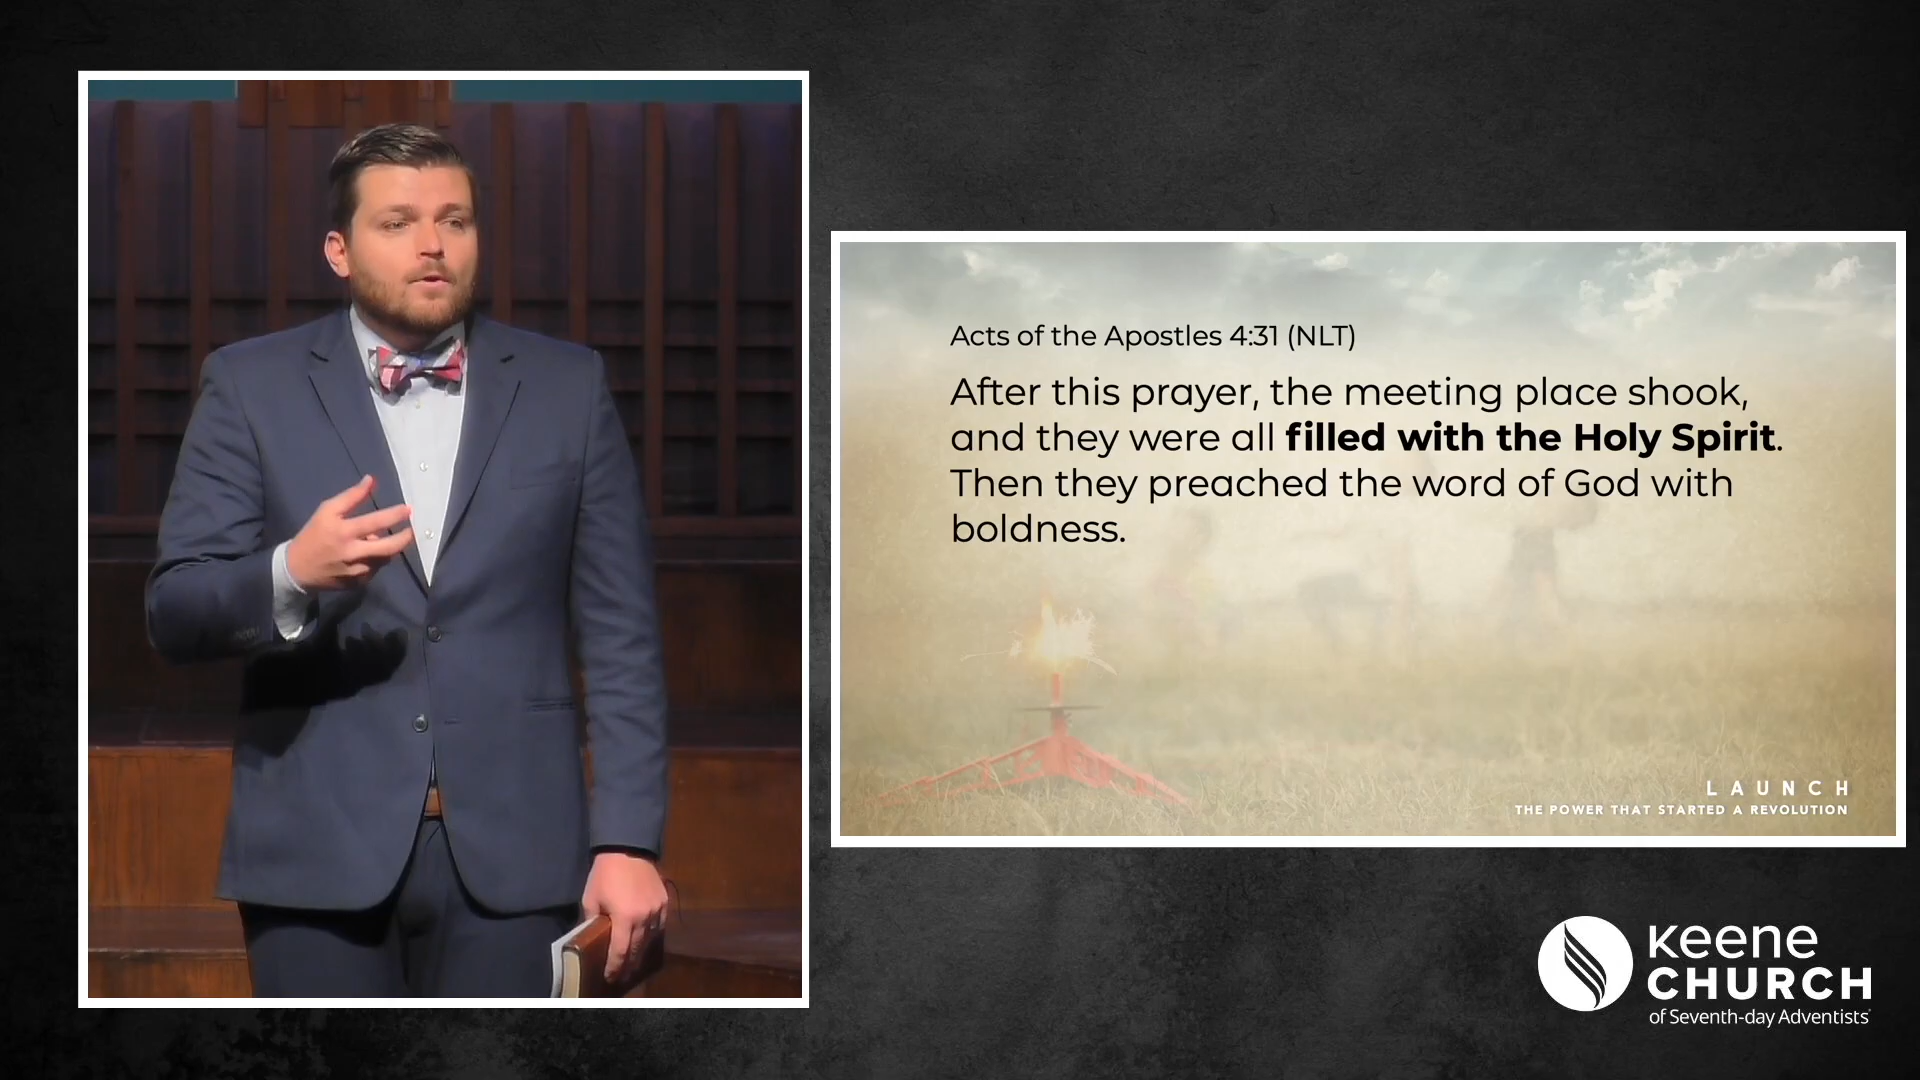 Acts of the Apostles 4:31 (NLT)
After this prayer, the meeting place shook,
and they were all filled with the Holy Spirit.
Then they preached the word of God with
boldness.
LAUNCH
THE POWER THAT STARTED A REVOLUTION
Keene
CHURCH
of Seventh-day Adventists